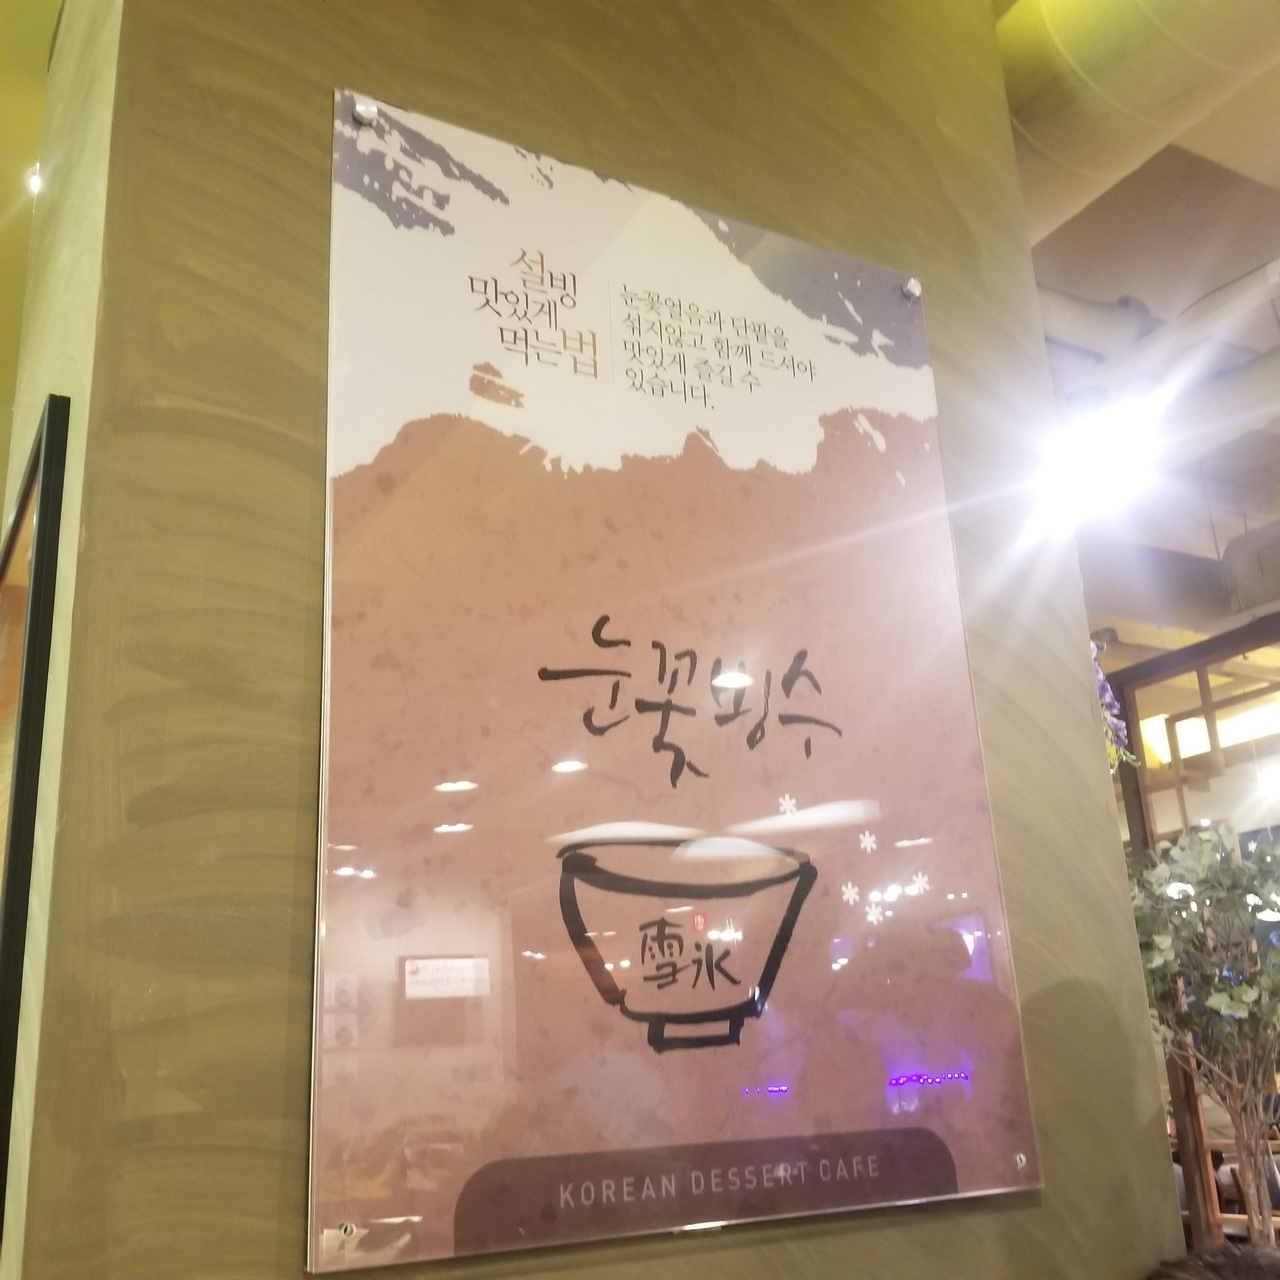 설빙
맛있게
먹는법
눈꽃얼음과 단팥을
섞지않고 함께 드셔야
맛있게 즐길 수
있습니다.
눈꽃빙수
雪氷
KOREAN DESSERT CAFE